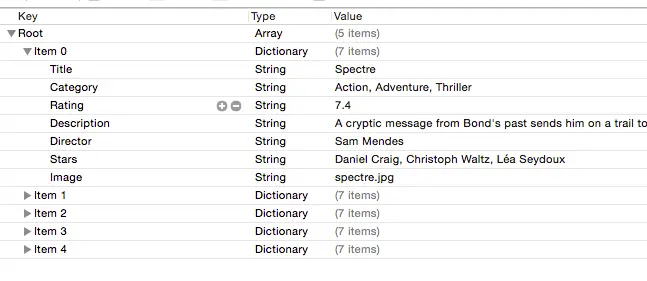 Key Type Value
Root Array (5 items)
Item 0 Dictionary (7 items)
Title String Spectre
Category String Action, Adventure, Thriller
Rating String 7.4
Description String A cryptic message from Bond's past sends him on a trail to
Director String Sam Mendes
Stars String Daniel Craig, Christoph Waltz, Léa Seydoux
Image String spectre.jpg
Item 1 Dictionary (7 items)
Item 2 Dictionary (7 items)
Item 3 Dictionary (7 items)
Item 4 Dictionary (7 items)